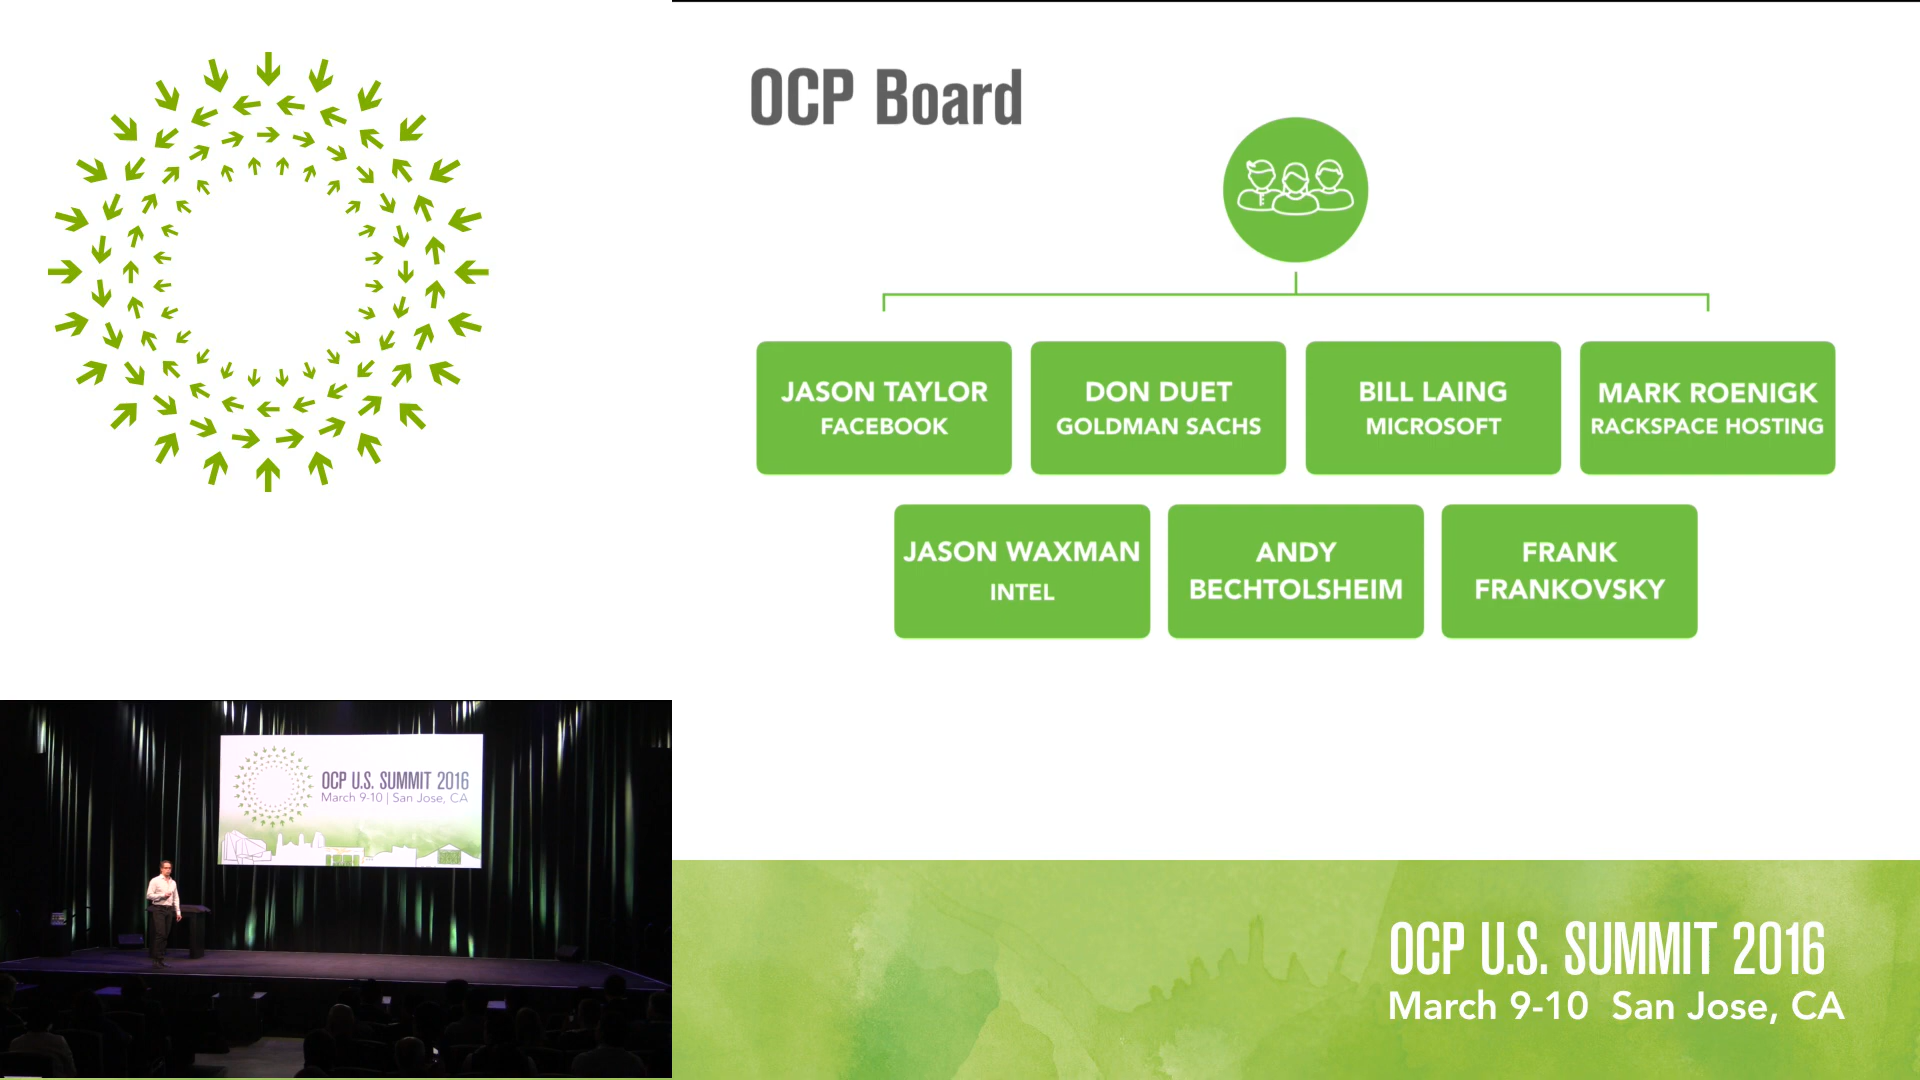 OCP Board
JASON TAYLOR
FACEBOOK
DON DUET
GOLDMAN SACHS
BILL LAING
MICROSOFT
MARK ROENIGK
RACKSPACE HOSTING
JASON WAXMAN
INTEL
ANDY
BECHTOLSHEIM
FRANK
FRANKOVSKY
OCP U.S. SUMMIT 2016
March 9-10 | San Jose, CA
OCP U.S. SUMMIT 2016
March 9-10 San Jose, CA